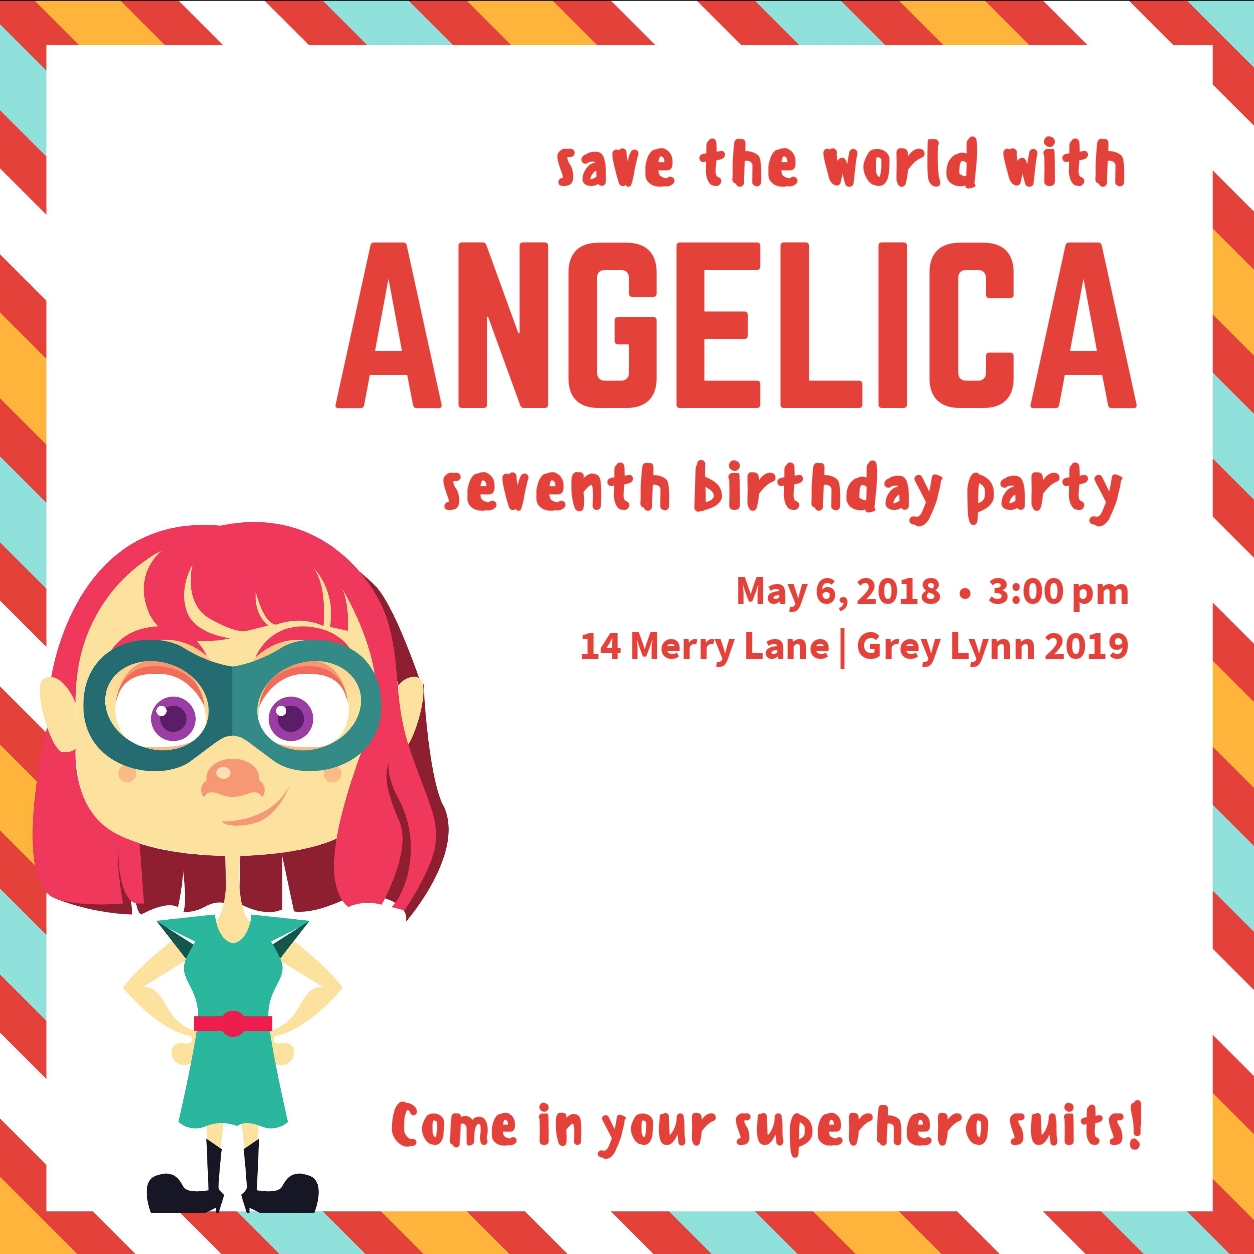 save the world with
ANGELICA
seventh birthday party
May 6, 2018 • 3:00 pm
14 Merry Lane | Grey Lynn 2019
Come in your superhero suits!